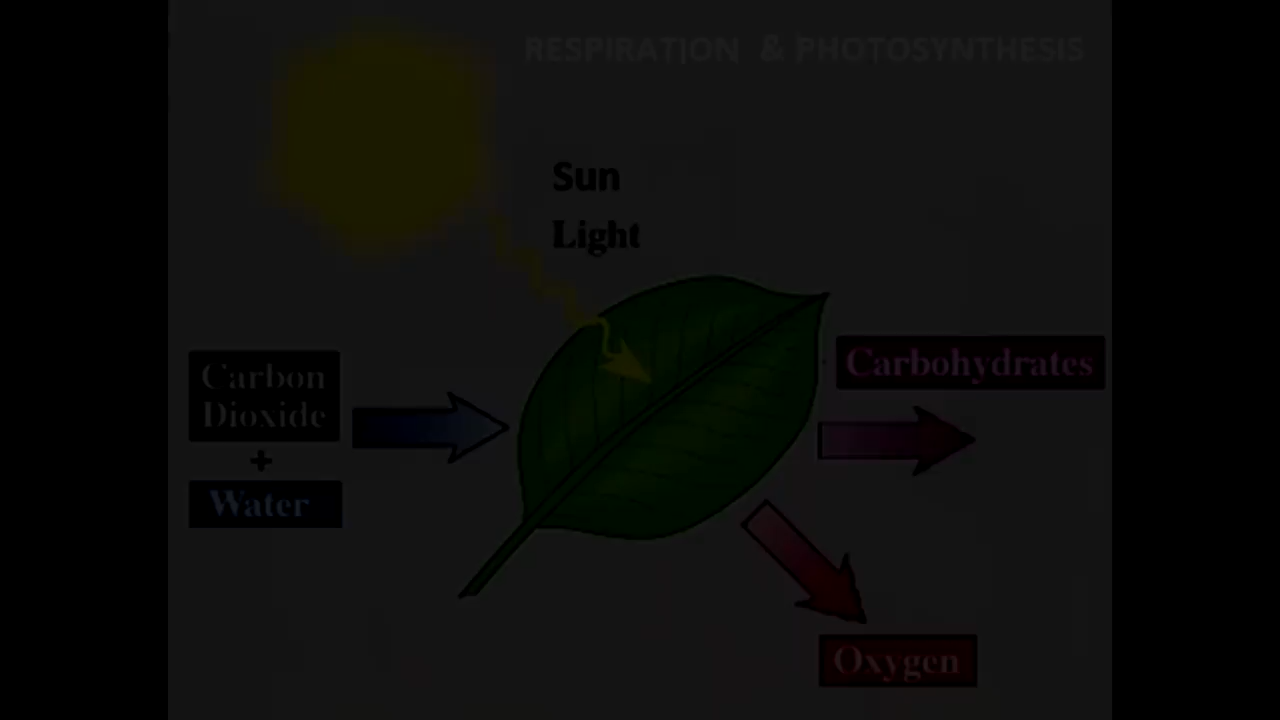 RESPIRATION & PHOTOSYNTHESIS
Sun
Light
Carbon
Dioxide
+
Water
Carbohydrates
Oxygen